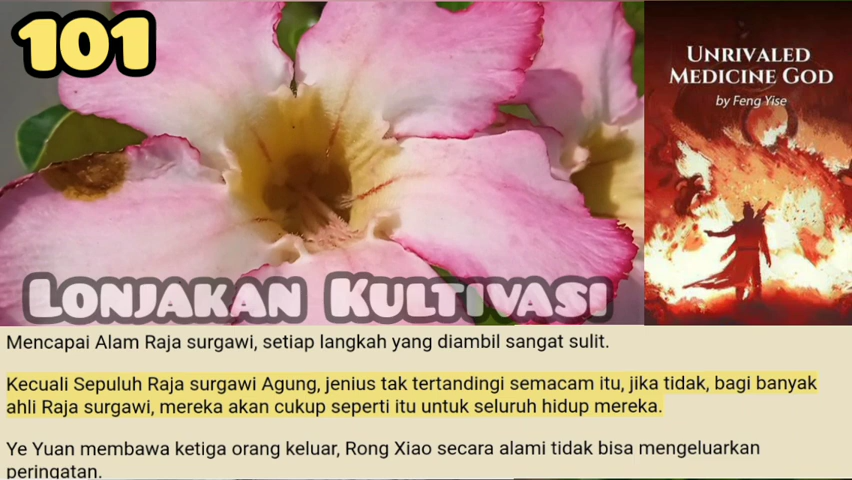 101
UNRIVALED
MEDICINE GOD
by Feng Yise
LONJAKAN KULTIVASI
Mencapai Alam Raja surgawi, setiap langkah yang diambil sangat sulit.
Kecuali Sepuluh Raja surgawi Agung, jenius tak tertandingi semacam itu, jika tidak, bagi banyak
ahli Raja surgawi, mereka akan cukup seperti itu untuk seluruh hidup mereka.
Ye Yuan membawa ketiga orang keluar, Rong Xiao secara alami tidak bisa mengeluarkan
peringatan.